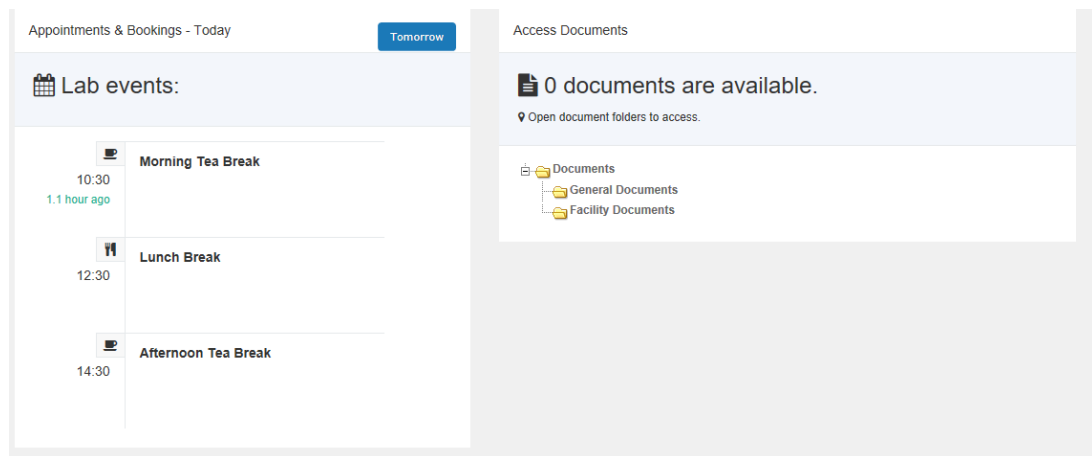 Appointments & Bookings - Today
Tomorrow
Lab events:
Morning Tea Break
10:30
1.1 hour ago
Lunch Break
12:30
Afternoon Tea Break
14:30
Access Documents
0 documents are available.
Open document folders to access.
Documents
General Documents
Facility Documents